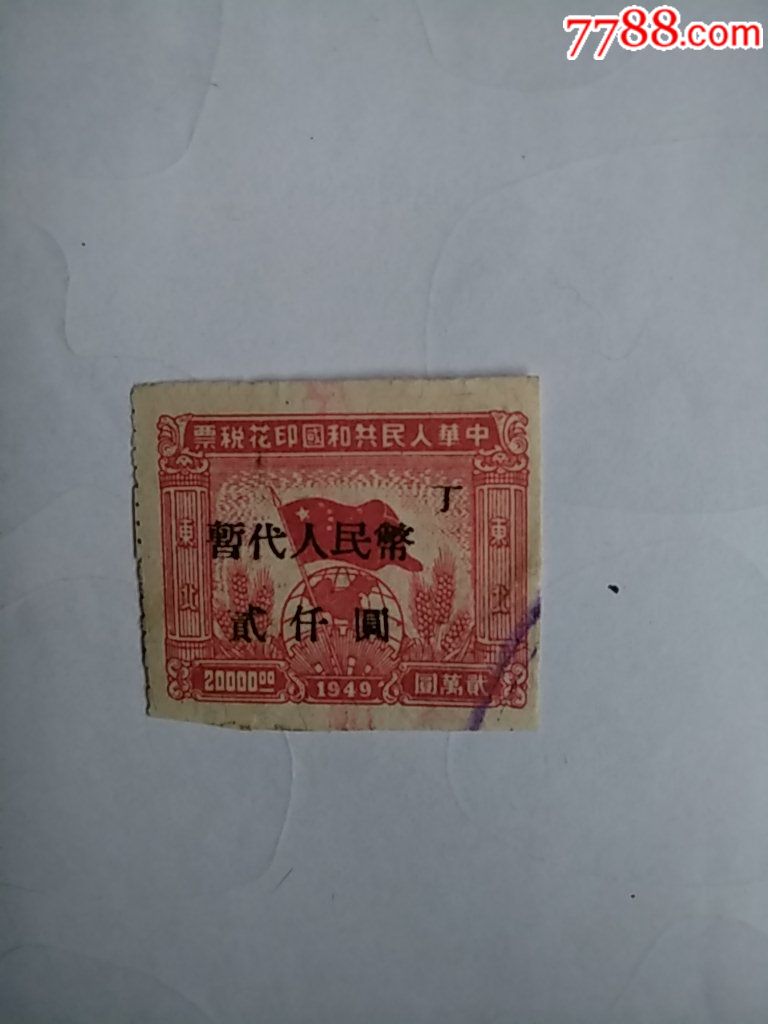 7788.com
中華人民共和國印花稅票
丁
東北
東北
暫代人民幣
貳仟圓
20000.00
1949
貳萬圓